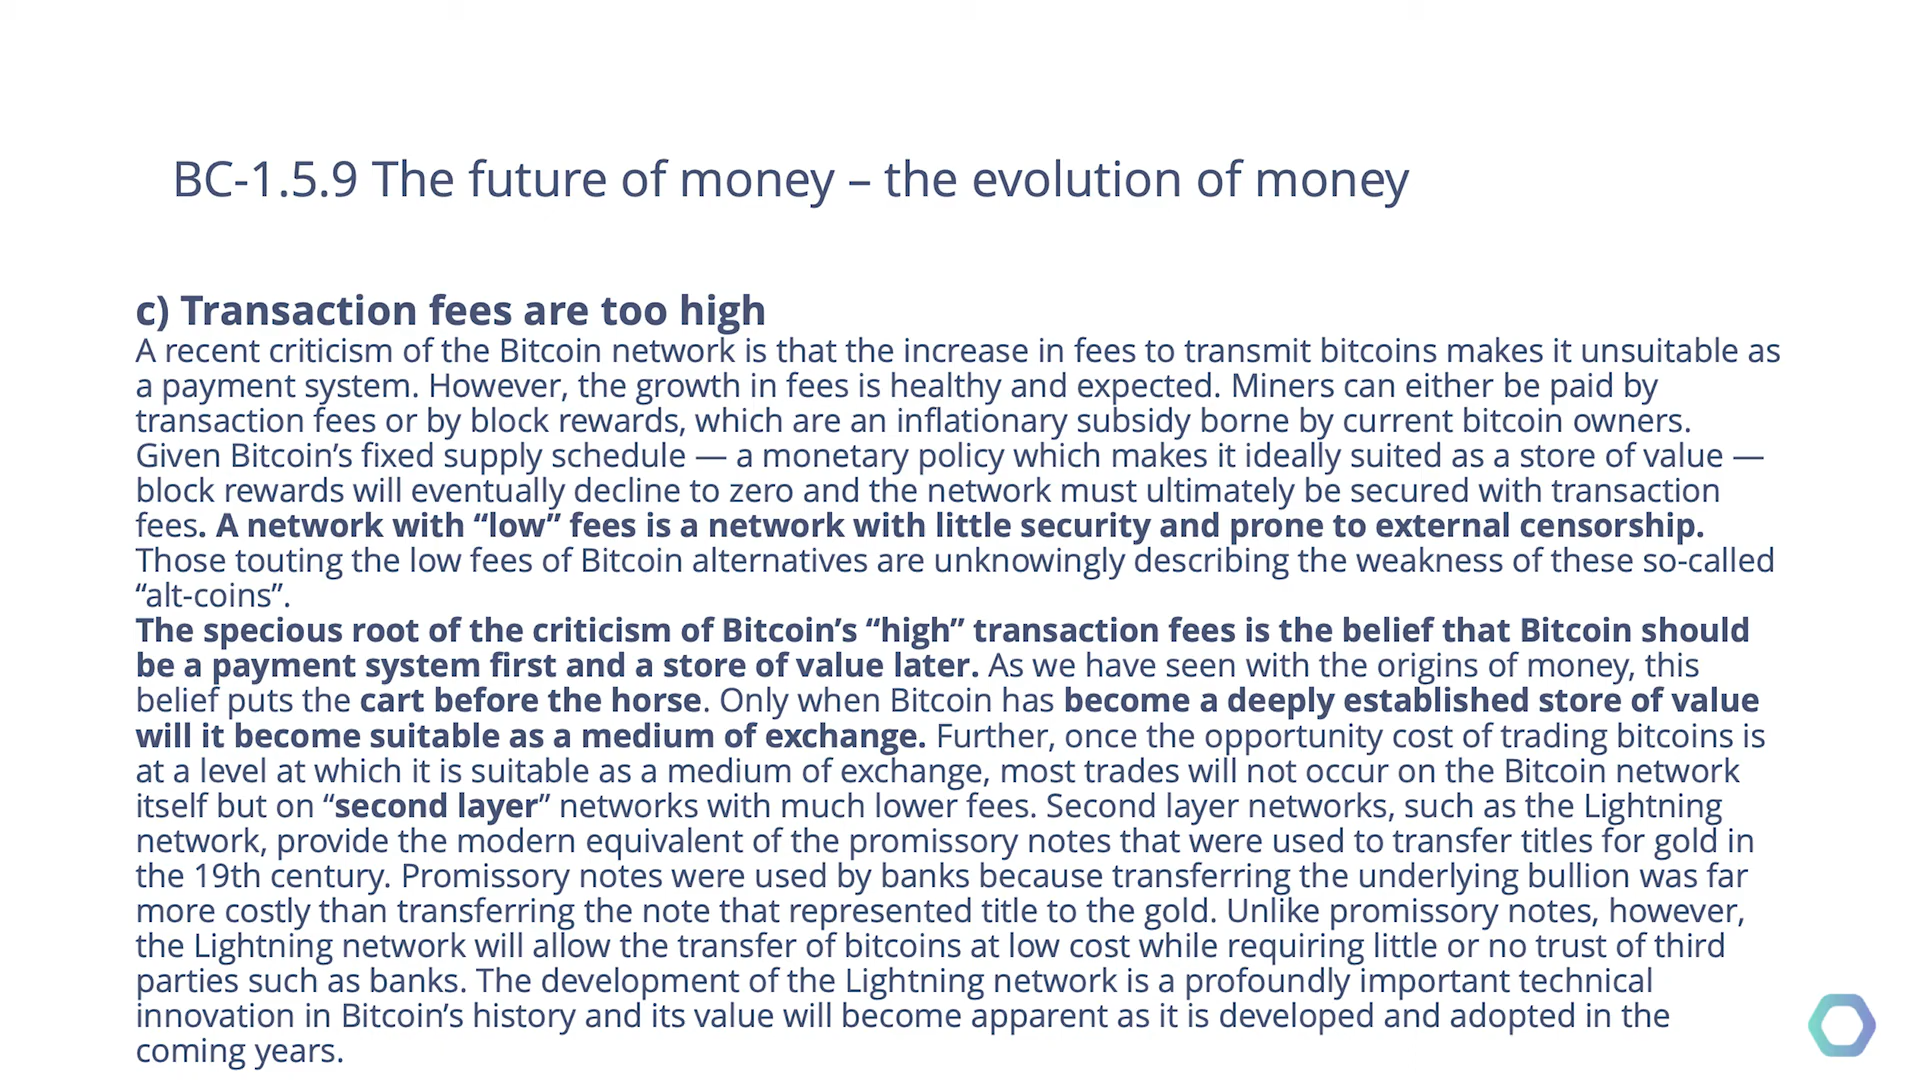 BC-1.5.9 The future of money – the evolution of money
c) Transaction fees are too high
A recent criticism of the Bitcoin network is that the increase in fees to transmit bitcoins makes it unsuitable as
a payment system. However, the growth in fees is healthy and expected. Miners can either be paid by
transaction fees or by block rewards, which are an inflationary subsidy borne by current bitcoin owners.
Given Bitcoin’s fixed supply schedule — a monetary policy which makes it ideally suited as a store of value —
block rewards will eventually decline to zero and the network must ultimately be secured with transaction
fees. A network with “low” fees is a network with little security and prone to external censorship.
Those touting the low fees of Bitcoin alternatives are unknowingly describing the weakness of these so-called
“alt-coins”.
The specious root of the criticism of Bitcoin’s “high” transaction fees is the belief that Bitcoin should
be a payment system first and a store of value later. As we have seen with the origins of money, this
belief puts the cart before the horse. Only when Bitcoin has become a deeply established store of value
will it become suitable as a medium of exchange. Further, once the opportunity cost of trading bitcoins is
at a level at which it is suitable as a medium of exchange, most trades will not occur on the Bitcoin network
itself but on “second layer” networks with much lower fees. Second layer networks, such as the Lightning
network, provide the modern equivalent of the promissory notes that were used to transfer titles for gold in
the 19th century. Promissory notes were used by banks because transferring the underlying bullion was far
more costly than transferring the note that represented title to the gold. Unlike promissory notes, however,
the Lightning network will allow the transfer of bitcoins at low cost while requiring little or no trust of third
parties such as banks. The development of the Lightning network is a profoundly important technical
innovation in Bitcoin’s history and its value will become apparent as it is developed and adopted in the
coming years.